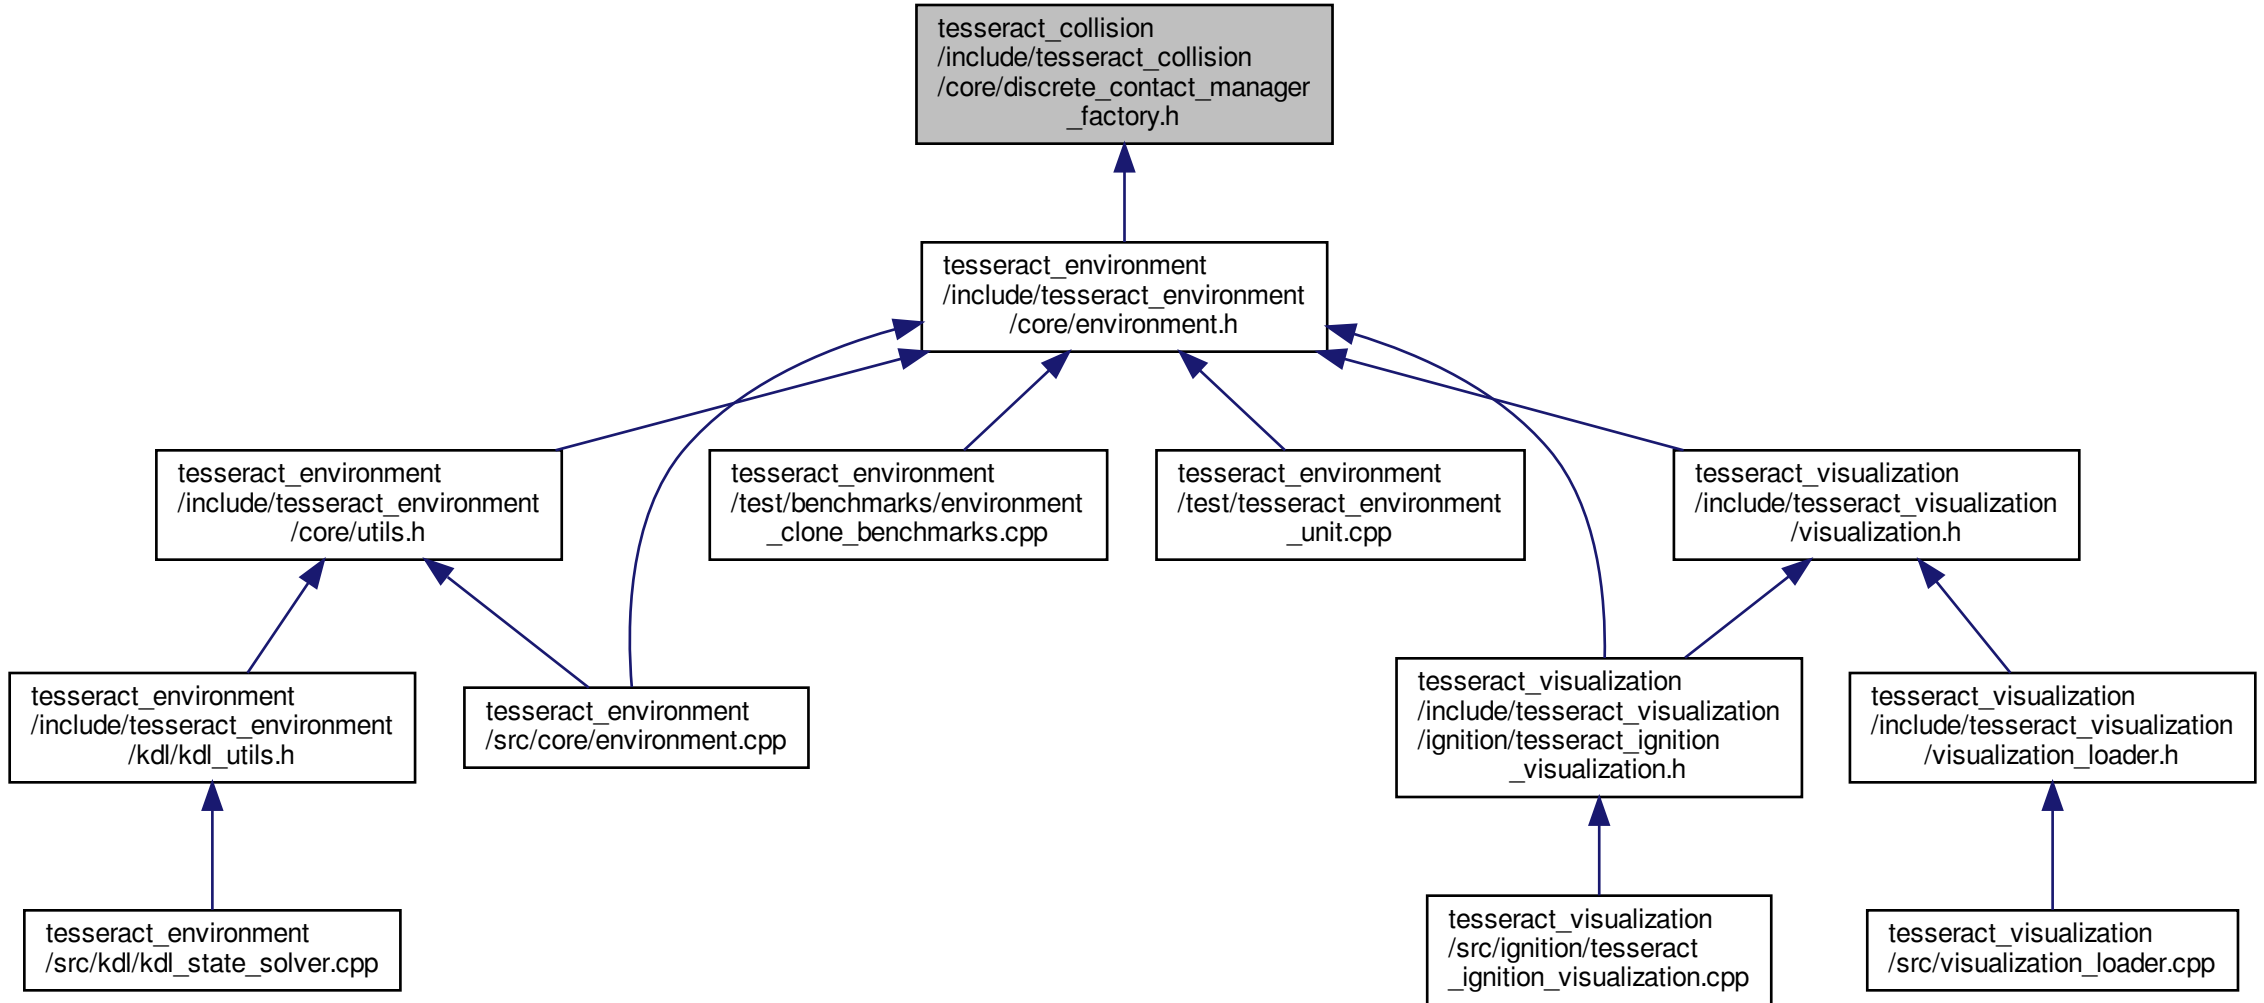 tesseract_collision
/include/tesseract_collision
/core/discrete_contact_manager
_factory.h
tesseract_environment
/include/tesseract_environment
/core/environment.h
tesseract_environment
/include/tesseract_environment
/core/utils.h
tesseract_environment
/test/benchmarks/environment
_clone_benchmarks.cpp
tesseract_environment
/test/tesseract_environment
_unit.cpp
tesseract_visualization
/include/tesseract_visualization
/visualization.h
tesseract_environment
/include/tesseract_environment
/kdl/kdl_utils.h
tesseract_environment
/src/core/environment.cpp
tesseract_visualization
/include/tesseract_visualization
/ignition/tesseract_ignition
_visualization.h
tesseract_visualization
/include/tesseract_visualization
/visualization_loader.h
tesseract_environment
/src/kdl/kdl_state_solver.cpp
tesseract_visualization
/src/ignition/tesseract
_ignition_visualization.cpp
tesseract_visualization
/src/visualization_loader.cpp